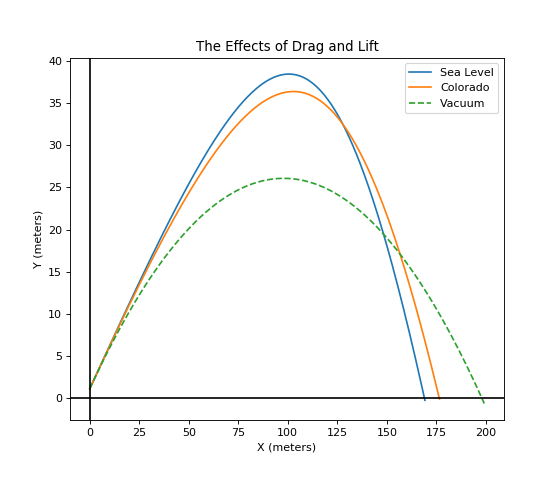 The Effects of Drag and Lift
Sea Level
Colorado
Vacuum
Y (meters)
40
35
30
25
20
15
10
5
0
0 25 50 75 100 125 150 175 200
X (meters)